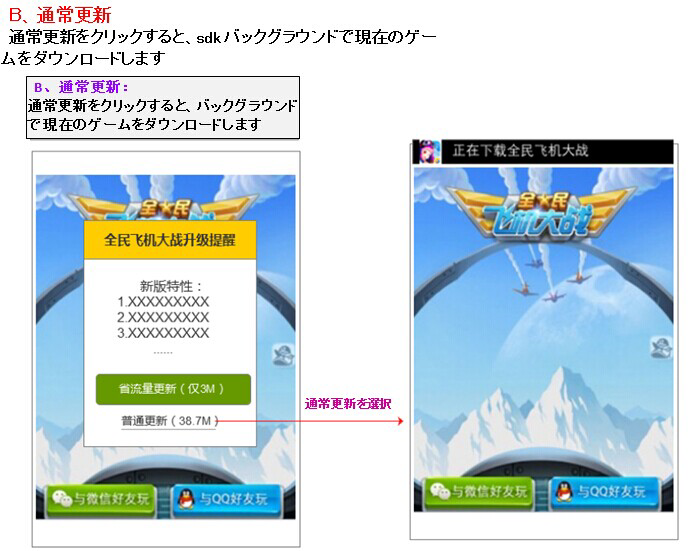 B、通常更新
通常更新をクリックすると、sdkバックグラウンドで現在のゲー
ムをダウンロードします
B、通常更新：
通常更新をクリックすると、バックグラウンド
で現在のゲームをダウンロードします
全民
飞机大战
全民飞机大战升级提醒
新版特性：
1.XXXXXXXXX
2.XXXXXXXXX
3.XXXXXXXXX
......
省流量更新（仅3M）
普通更新（38.7M）
与微信好友玩
与QQ好友玩
通常更新を選択
正在下载全民飞机大战
全民
飞机大战
与微信好友玩
与QQ好友玩